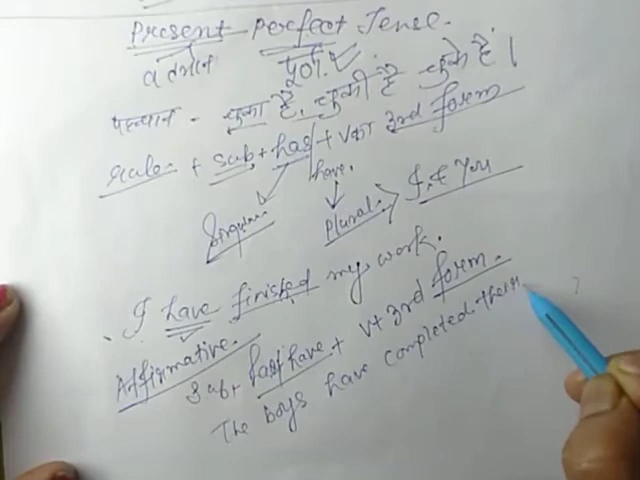 Present Perfect Tense.
वर्तमान पूर्ण
पहचान - चुका है, चुकी है चुके हैं।
rule - + sub + has/have + V का 3rd form
Singular Plural. I, & You
I have finished my work.
Affirmative.
sub + has/have + V+ 3rd form.
The boys have completed their